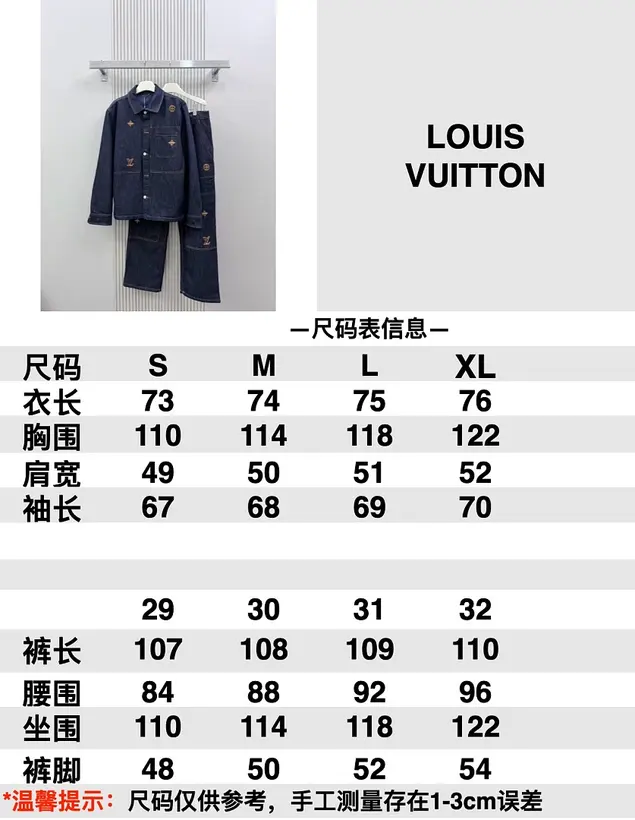 LOUIS
VUITTON
—尺码表信息—
尺码 S M L XL
衣长 73 74 75 76
胸围 110 114 118 122
肩宽 49 50 51 52
袖长 67 68 69 70
29 30 31 32
裤长 107 108 109 110
腰围 84 88 92 96
坐围 110 114 118 122
裤脚 48 50 52 54
*温馨提示：尺码仅供参考，手工测量存在1-3cm误差